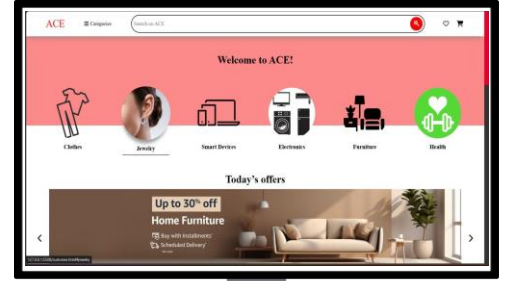 ACE
Categories
Search on ACE
Welcome to ACE!
Clothes
Jewelry
Smart Devices
Electronics
Furniture
Health
Today's offers
Up to 30% off
Home Furniture
Buy with installments*
Scheduled Delivery*